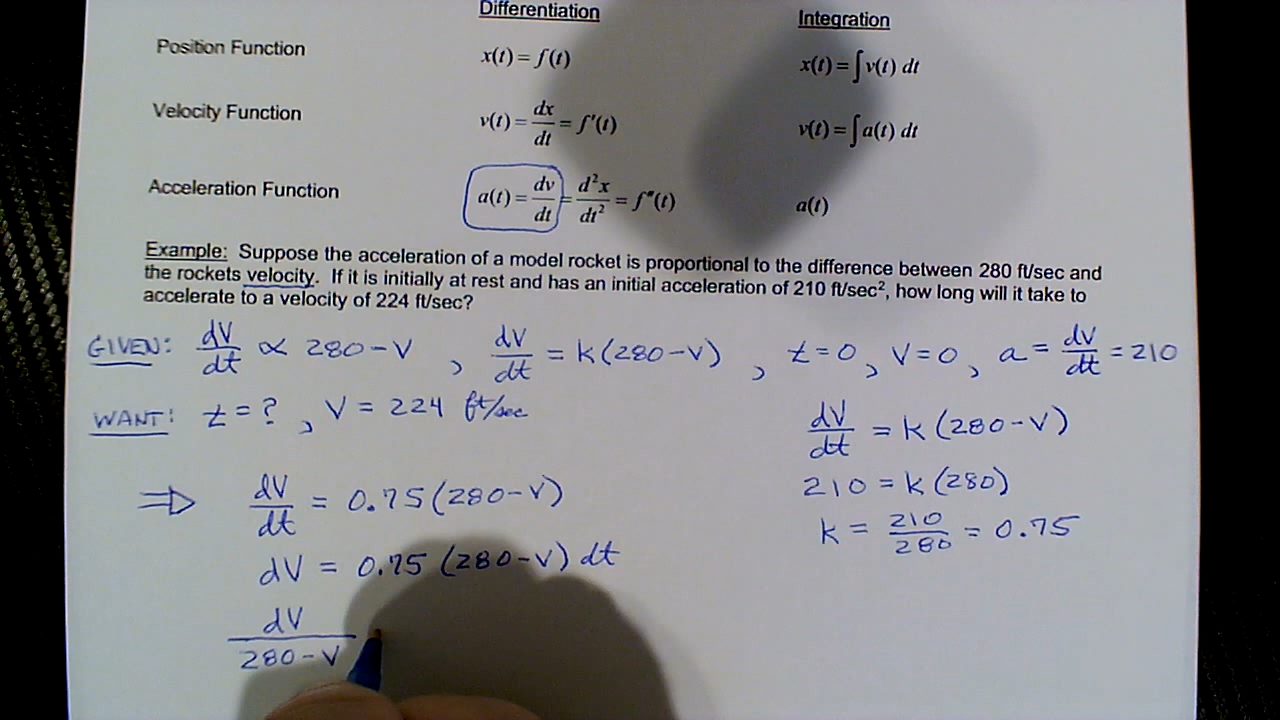 Differentiation Integration
Position Function x(t) = f(t) x(t) = ∫ v(t) dt
Velocity Function v(t) = dx/dt = f'(t) v(t) = ∫ a(t) dt
Acceleration Function a(t) = dv/dt = d²x/dt² = f"(t) a(t)
Example: Suppose the acceleration of a model rocket is proportional to the difference between 280 ft/sec and
the rockets velocity. If it is initially at rest and has an initial acceleration of 210 ft/sec², how long will it take to
accelerate to a velocity of 224 ft/sec?
GIVEN: dV/dt ∝ 280 - V , dV/dt = k(280 - V) , t = 0 , V = 0 , a = dV/dt = 210
WANT: t = ? , V = 224 ft/sec
dV/dt = k(280 - V)
⇒ dV/dt = 0.75(280 - V)
210 = k(280)
k = 210/280 = 0.75
dV = 0.75(280 - V) dt
dV/280 - V